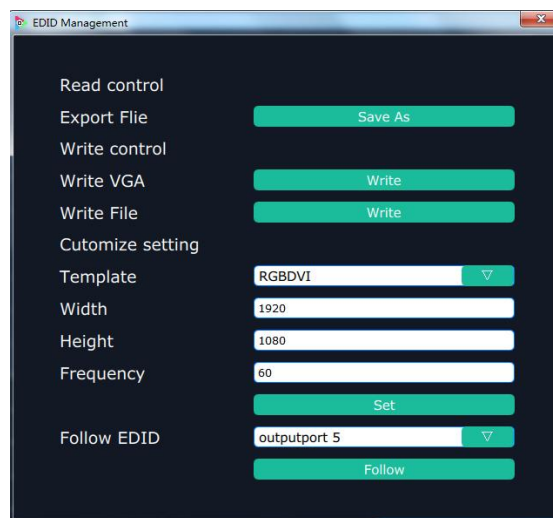 EDID Management
Read control
Export Flie Save As
Write control
Write VGA Write
Write File Write
Cutomize setting
Template RGBDVI
Width 1920
Height 1080
Frequency 60
Set
Follow EDID outputport 5
Follow